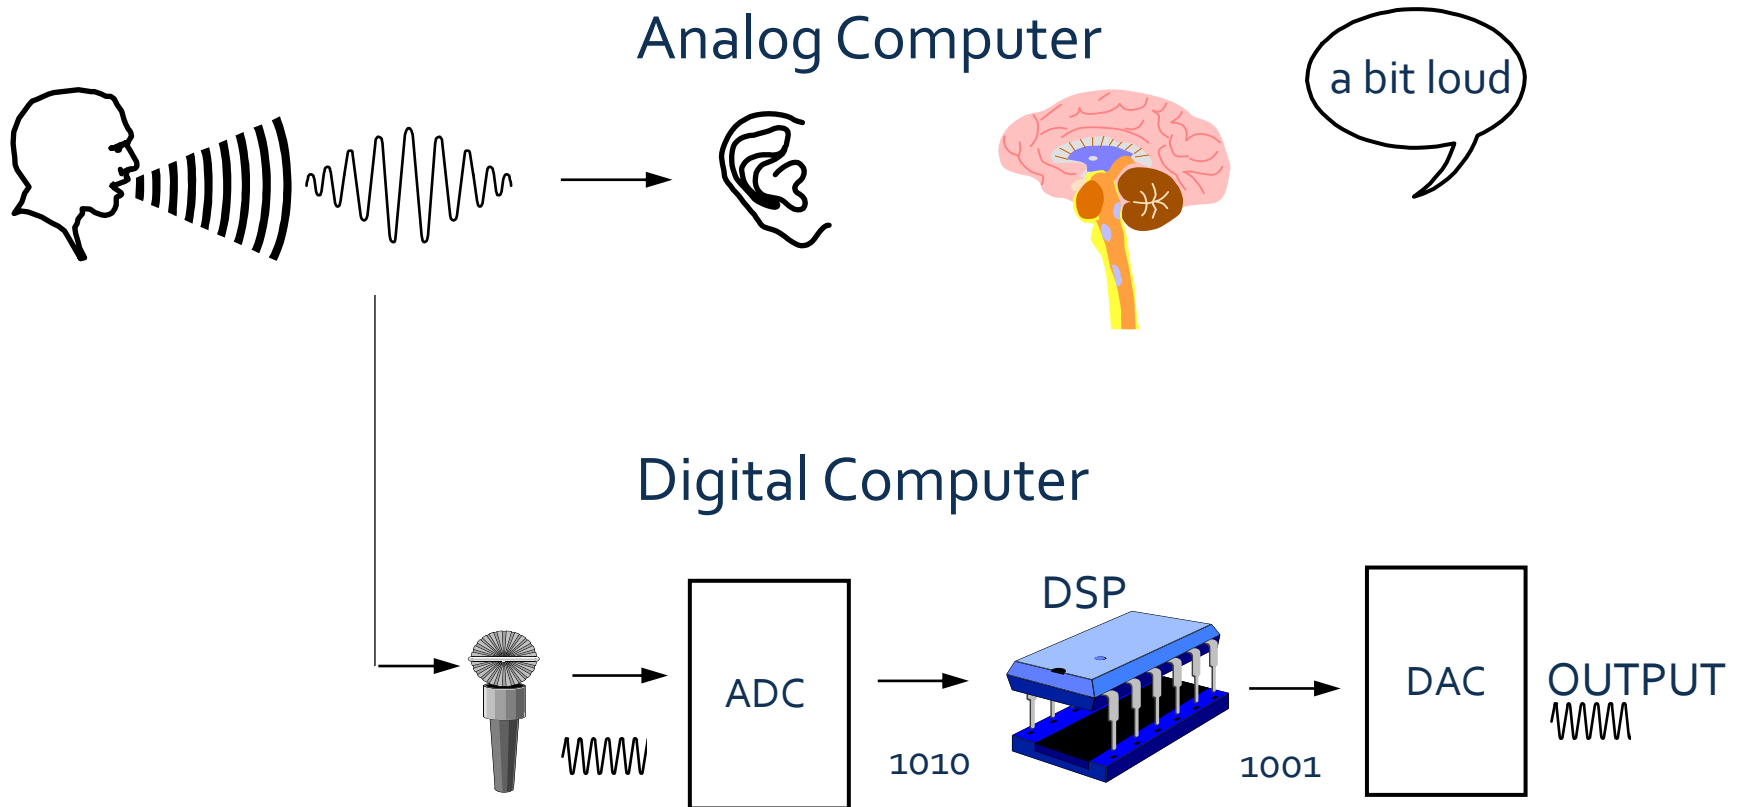 Analog Computer
a bit loud
Digital Computer
DSP
ADC
DAC
OUTPUT
1010
1001